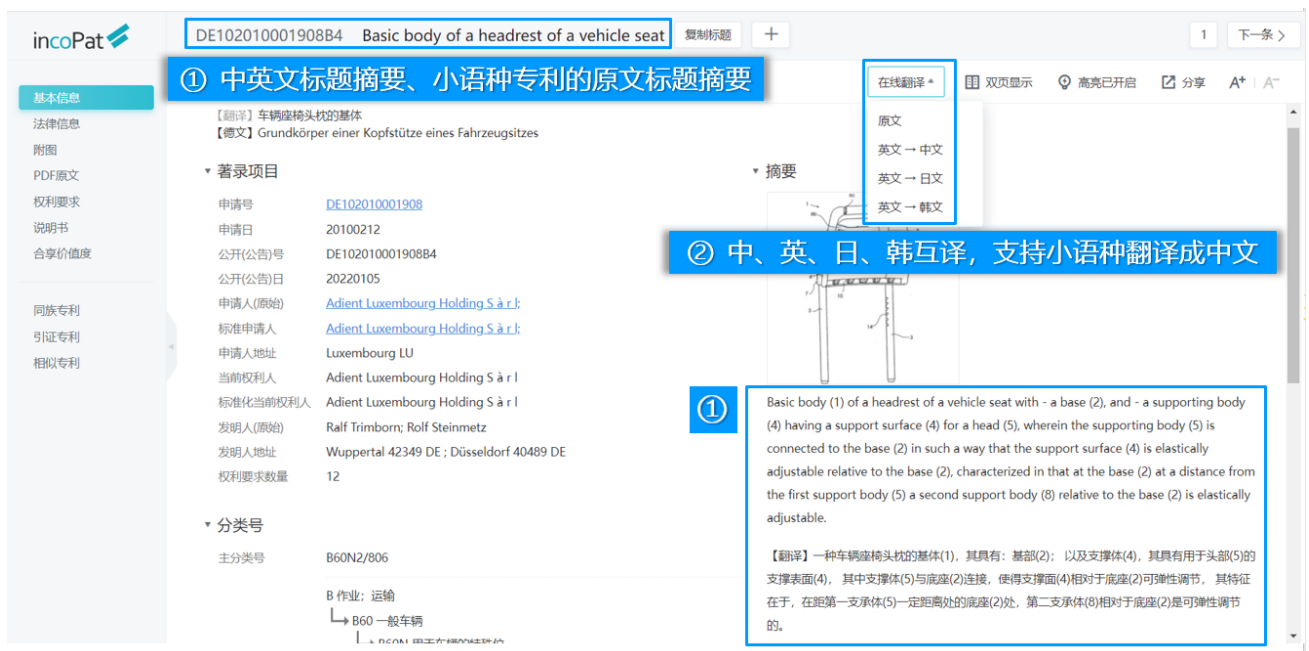 incoPat
DE102010001908B4 Basic body of a headrest of a vehicle seat 复制标题 +
1 下一条 >
① 中英文标题摘要、小语种专利的原文标题摘要
在线翻译 双页显示 高亮已开启 分享 A+ | A-
原文
英文→中文
英文→日文
英文→韩文
② 中、英、日、韩互译，支持小语种翻译成中文
基本信息
法律信息
附图
PDF原文
权利要求
说明书
合享价值度
同族专利
引证专利
相似专利
【翻译】车辆座椅头枕的基体
【德文】Grundkörper einer Kopfstütze eines Fahrzeugsitzes
著录项目
申请号 DE102010001908
申请日 20100212
公开(公告)号 DE102010001908B4
公开(公告)日 20220105
申请人(原始) Adient Luxembourg Holding S à r l;
标准申请人 Adient Luxembourg Holding S à r l;
申请人地址 Luxembourg LU
当前权利人 Adient Luxembourg Holding S à r l
标准化当前权利人 Adient Luxembourg Holding S à r l
发明人(原始) Ralf Trimborn; Rolf Steinmetz
发明人地址 Wuppertal 42349 DE ; Düsseldorf 40489 DE
权利要求数量 12
分类号
主分类号 B60N2/806
B 作业；运输
B60 一般车辆
B60N 用于车辆的特殊位
摘要
10
14
①
Basic body (1) of a headrest of a vehicle seat with - a base (2), and - a supporting body
(4) having a support surface (4) for a head (5), wherein the supporting body (5) is
connected to the base (2) in such a way that the support surface (4) is elastically
adjustable relative to the base (2), characterized in that at the base (2) at a distance from
the first support body (5) a second support body (8) relative to the base (2) is elastically
adjustable.
【翻译】一种车辆座椅头枕的基体(1)，其具有：基部(2)； 以及支撑体(4)，其具有用于头部(5)的
支撑表面(4)， 其中支撑体(5)与底座(2)连接，使得支撑面(4)相对于底座(2)可弹性调节， 其特征
在于，在距第一支承体(5)一定距离处的底座(2)处，第二支承体(8)相对于底座(2)是可弹性调节
的。